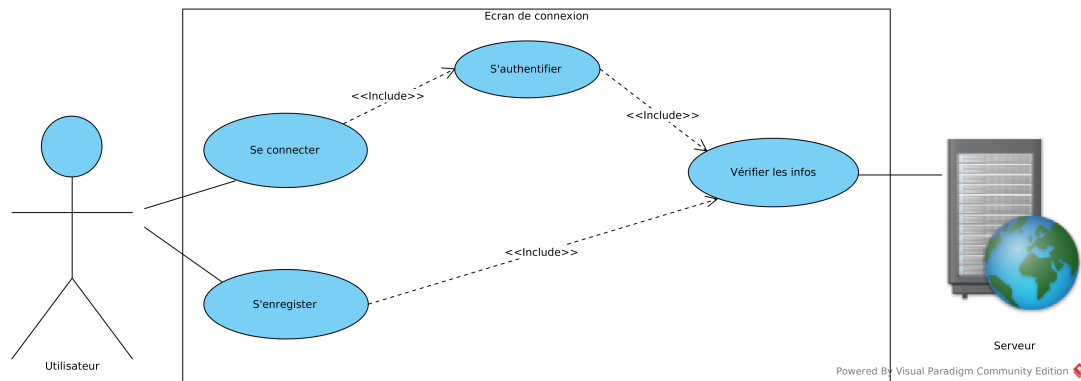 Ecran de connexion
S'authentifier
<<Include>>
<<Include>>
Se connecter
Vérifier les infos
<<Include>>
S'enregister
Serveur
Utilisateur
Powered By Visual Paradigm Community Edition